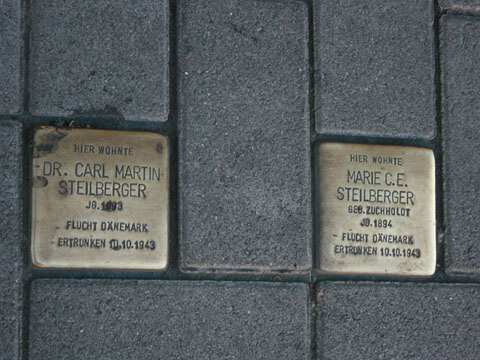 HIER WOHNTE
DR. CARL MARTIN
STEILBERGER
JG. 1893
FLUCHT DÄNEMARK
ERTRUNKEN 10.10.1943
HIER WOHNTE
MARIE C.E.
STEILBERGER
GEB. ZUCHHOLDT
JG. 1894
FLUCHT DÄNEMARK
ERTRUNKEN 10.10.1943